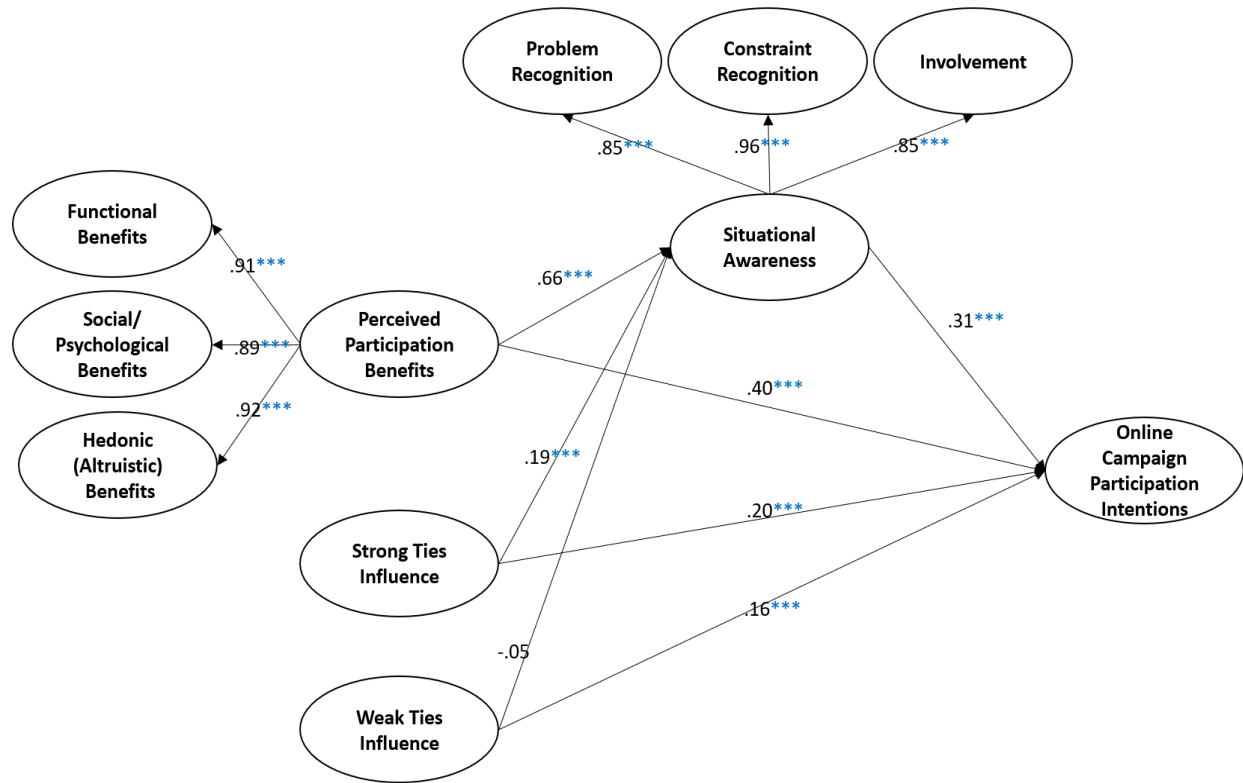 Problem
Recognition
Constraint
Recognition
Involvement
.85***
.96***
.85***
Functional
Benefits
Situational
Awareness
.91***
.66***
Social/
Psychological
Benefits
.89***
Perceived
Participation
Benefits
.31***
.40***
.92***
Hedonic
(Altruistic)
Benefits
.19***
Online
Campaign
Participation
Intentions
.20***
Strong Ties
Influence
.16***
-.05
Weak Ties
Influence